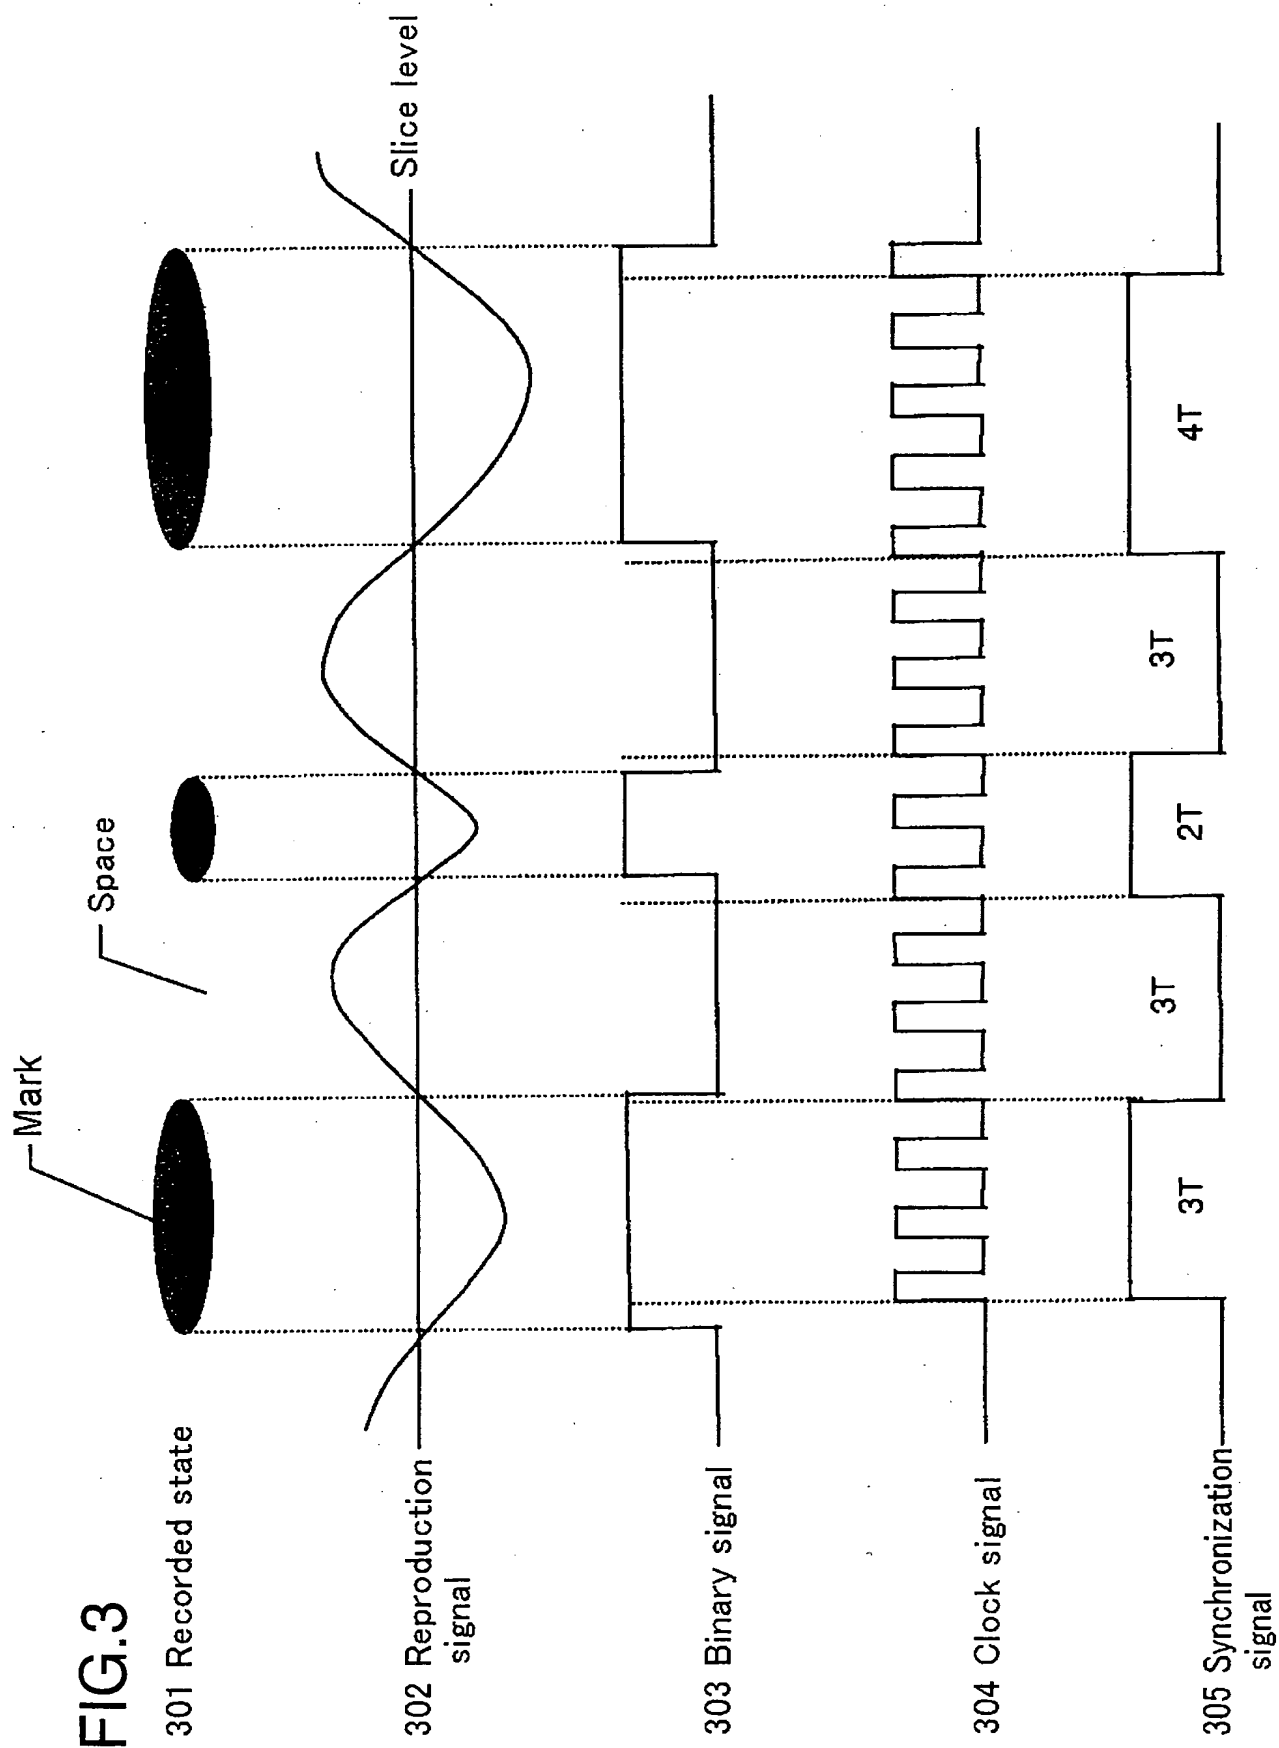 FIG.3
Mark
Space
301 Recorded state
Slice level
302 Reproduction
signal
303 Binary signal
304 Clock signal
3T
3T
2T
3T
4T
305 Synchronization
signal